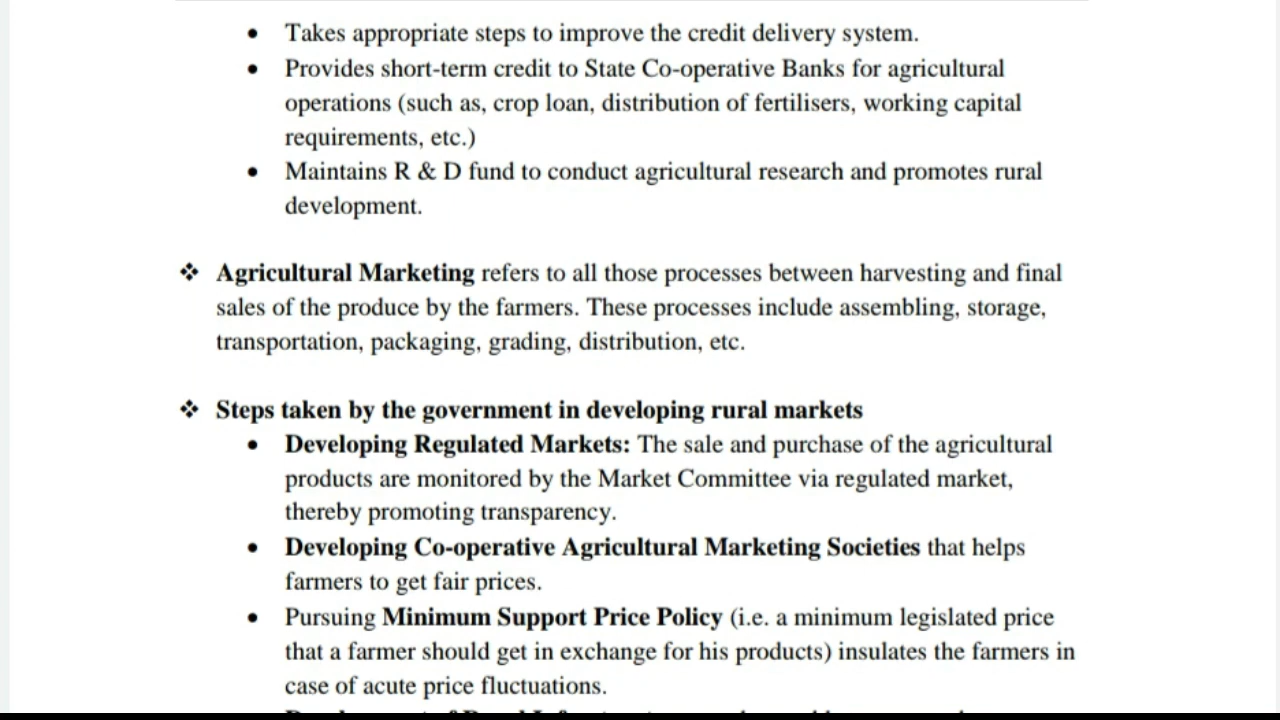 • Takes appropriate steps to improve the credit delivery system.
• Provides short-term credit to State Co-operative Banks for agricultural
operations (such as, crop loan, distribution of fertilisers, working capital
requirements, etc.)
• Maintains R & D fund to conduct agricultural research and promotes rural
development.
❖ Agricultural Marketing refers to all those processes between harvesting and final
sales of the produce by the farmers. These processes include assembling, storage,
transportation, packaging, grading, distribution, etc.
❖ Steps taken by the government in developing rural markets
• Developing Regulated Markets: The sale and purchase of the agricultural
products are monitored by the Market Committee via regulated market,
thereby promoting transparency.
• Developing Co-operative Agricultural Marketing Societies that helps
farmers to get fair prices.
• Pursuing Minimum Support Price Policy (i.e. a minimum legislated price
that a farmer should get in exchange for his products) insulates the farmers in
case of acute price fluctuations.